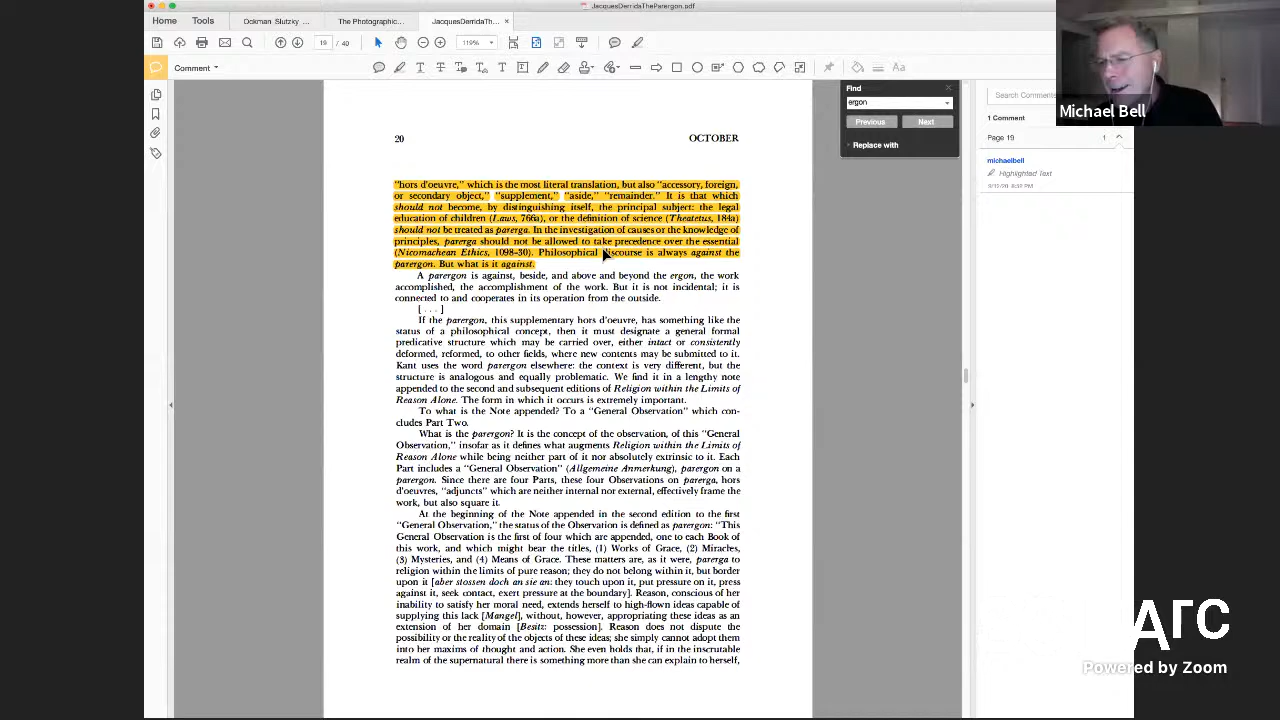 JacquesDerridaTheParergon.pdf
Home Tools Ockman_Slutzky_... The Photographic... JacquesDerridaTh... ×
19 / 40 119%
Comment
Find
ergon
Previous Next
Replace with
Search Comments
1 Comment
Page 19 1
michaelbell
Highlighted Text
Michael Bell
20 OCTOBER
"hors d'oeuvre," which is the most literal translation, but also "accessory, foreign,
or secondary object," "supplement," "aside," "remainder." It is that which
should not become, by distinguishing itself, the principal subject: the legal
education of children (Laws, 766a), or the definition of science (Theatetus, 184a)
should not be treated as parerga. In the investigation of causes or the knowledge of
principles, parerga should not be allowed to take precedence over the essential
(Nicomachean Ethics, 1098-30). Philosophical discourse is always against the
parergon. But what is it against.
A parergon is against, beside, and above and beyond the ergon, the work
accomplished, the accomplishment of the work. But it is not incidental; it is
connected to and cooperates in its operation from the outside.
[ . . . ]
If the parergon, this supplementary hors d'oeuvre, has something like the
status of a philosophical concept, then it must designate a general formal
predicative structure which may be carried over, either intact or consistently
deformed, reformed, to other fields, where new contents may be submitted to it.
Kant uses the word parergon elsewhere: the context is very different, but the
structure is analogous and equally problematic. We find it in a lengthy note
appended to the second and subsequent editions of Religion within the Limits of
Reason Alone. The form in which it occurs is extremely important.
To what is the Note appended? To a "General Observation" which con-
cludes Part Two.
What is the parergon? It is the concept of the observation, of this "General
Observation," insofar as it defines what augments Religion within the Limits of
Reason Alone while being neither part of it nor absolutely extrinsic to it. Each
Part includes a "General Observation" (Allgemeine Anmerkung), parergon on a
parergon. Since there are four Parts, these four Observations on parerga, hors
d'oeuvres, "adjuncts" which are neither internal nor external, effectively frame the
work, but also square it.
At the beginning of the Note appended in the second edition to the first
"General Observation," the status of the Observation is defined as parergon: "This
General Observation is the first of four which are appended, one to each Book of
this work, and which might bear the titles, (1) Works of Grace, (2) Miracles,
(3) Mysteries, and (4) Means of Grace. These matters are, as it were, parerga to
religion within the limits of pure reason; they do not belong within it, but border
upon it [aber stossen doch an sie an: they touch upon it, put pressure on it, press
against it, seek contact, exert pressure at the boundary]. Reason, conscious of her
inability to satisfy her moral need, extends herself to high-flown ideas capable of
supplying this lack [Mangel], without, however, appropriating these ideas as an
extension of her domain [Besitz: possession]. Reason does not dispute the
possibility or the reality of the objects of these ideas; she simply cannot adopt them
into her maxims of thought and action. She even holds that, if in the inscrutable
realm of the supernatural there is something more than she can explain to herself,
Powered by Zoom